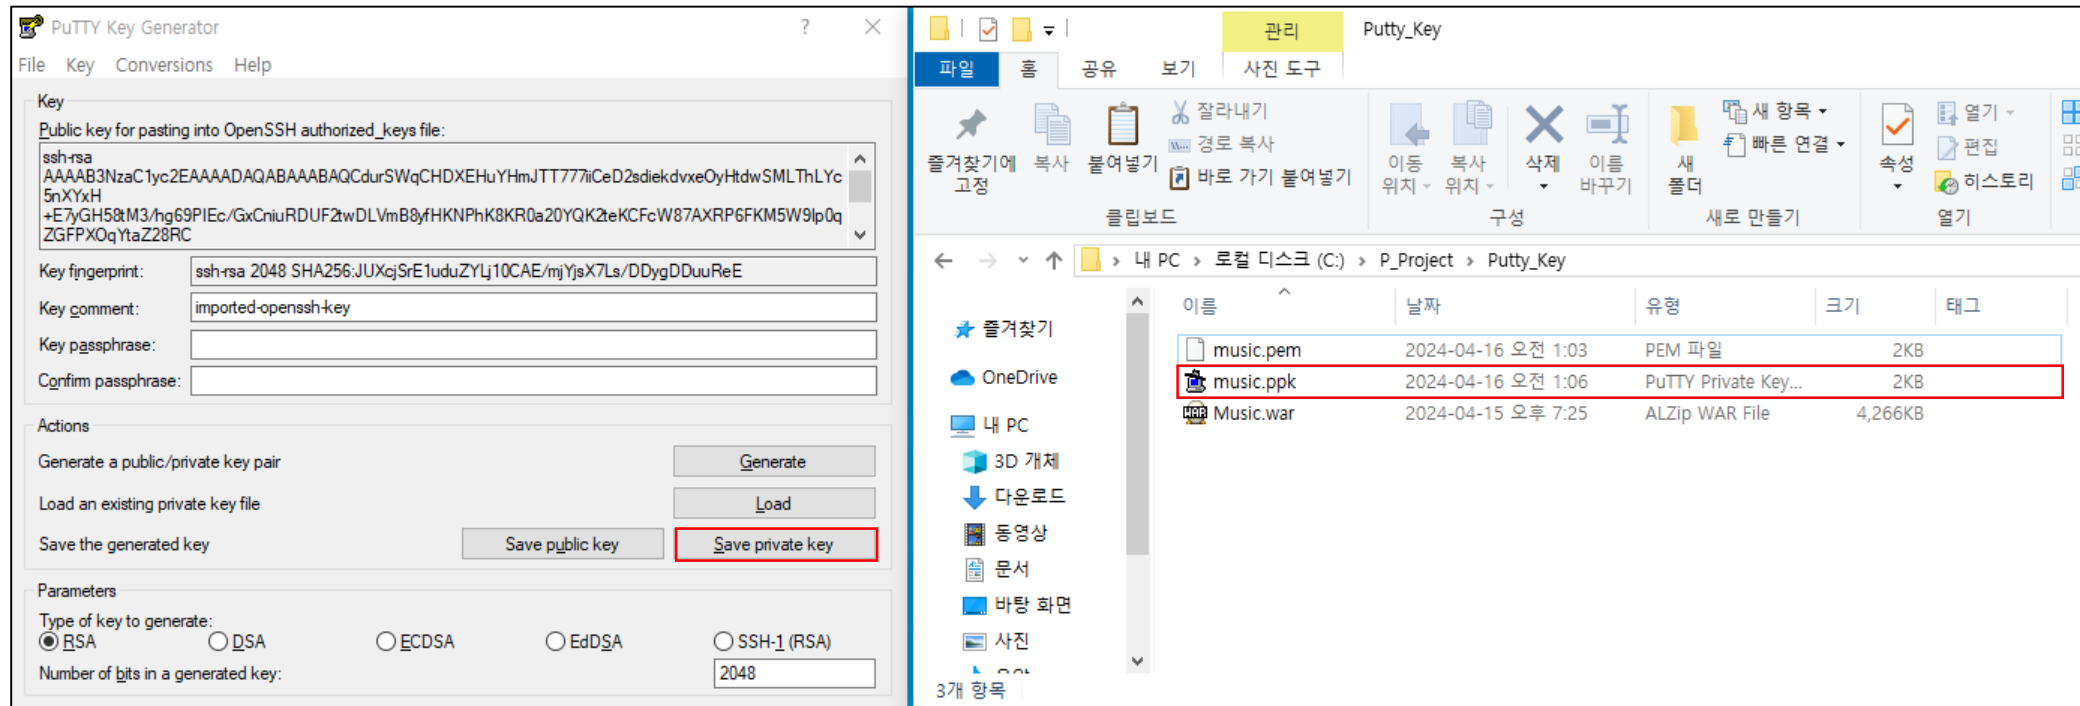 PuTTY Key Generator
?
File Key Conversions Help
Key
Public key for pasting into OpenSSH authorized_keys file:
ssh-rsa
AAAAB3NzaC1yc2EAAAADAQABAAABAQCdurSWqCHDXEHuYHmJTT777iiCeD2sdiekdvxeOyHtdwSMLThLYc
5nXYxH
+E7yGH58tM3/hg69PIEc/GxCniuRDUF2twDLVmB8yfHKNPhK8KR0a20YQK2teKCFcW87AXRP6FKM5W9Ip0q
ZGFPXOqYtaZ28RC
Key fingerprint: ssh-rsa 2048 SHA256:JUXcjSrE1uduZYLj10CAE/mjYjsX7Ls/DDygDDuuReE
Key comment: imported-openssh-key
Key passphrase:
Confirm passphrase:
Actions
Generate a public/private key pair Generate
Load an existing private key file Load
Save the generated key Save public key Save private key
Parameters
Type of key to generate:
RSA DSA ECDSA EdDSA SSH-1 (RSA)
Number of bits in a generated key: 2048
관리 Putty_Key
파일 홈 공유 보기 사진 도구
즐겨찾기에 고정
복사
붙여넣기
잘라내기
경로 복사
바로 가기 붙여넣기
클립보드
이동 위치
복사 위치
삭제
이름 바꾸기
구성
새 폴더
새 항목
빠른 연결
새로 만들기
속성
열기
편집
히스토리
열기
내 PC > 로컬 디스크 (C:) > P_Project > Putty_Key
즐겨찾기
OneDrive
내 PC
3D 개체
다운로드
동영상
문서
바탕 화면
사진
이름 날짜 유형 크기 태그
music.pem 2024-04-16 오전 1:03 PEM 파일 2KB
music.ppk 2024-04-16 오전 1:06 PuTTY Private Key... 2KB
Music.war 2024-04-15 오후 7:25 ALZip WAR File 4,266KB
3개 항목